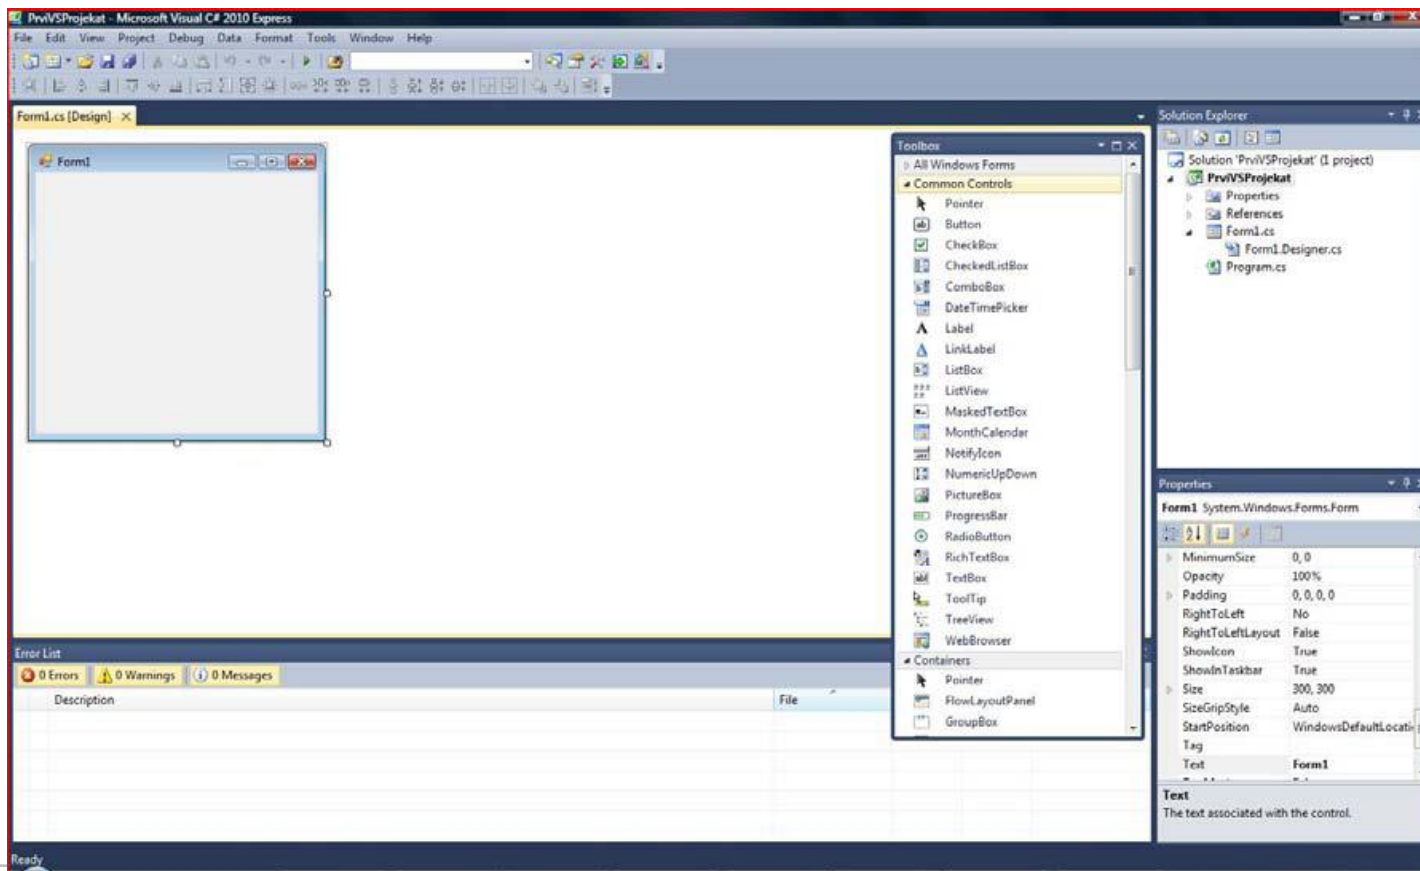 PrviVSProjekat - Microsoft Visual C# 2010 Express
File Edit View Project Debug Data Format Tools Window Help
Form1.cs [Design]
Form1
Toolbox
All Windows Forms
Common Controls
Pointer
Button
CheckBox
CheckedListBox
ComboBox
DateTimePicker
Label
LinkLabel
ListBox
ListView
MaskedTextBox
MonthCalendar
NotifyIcon
NumericUpDown
PictureBox
ProgressBar
RadioButton
RichTextBox
TextBox
ToolTip
TreeView
WebBrowser
Containers
Pointer
FlowLayoutPanel
GroupBox
Solution Explorer
Solution 'PrviVSProjekat' (1 project)
PrviVSProjekat
Properties
References
Form1.cs
Form1.Designer.cs
Program.cs
Properties
Form1 System.Windows.Forms.Form
MinimumSize 0, 0
Opacity 100%
Padding 0, 0, 0, 0
RightToLeft No
RightToLeftLayout False
ShowIcon True
ShowInTaskbar True
Size 300, 300
SizeGripStyle Auto
StartPosition WindowsDefaultLocati
Tag
Text Form1
Text
The text associated with the control.
Error List
0 Errors 0 Warnings 0 Messages
Description File
Ready